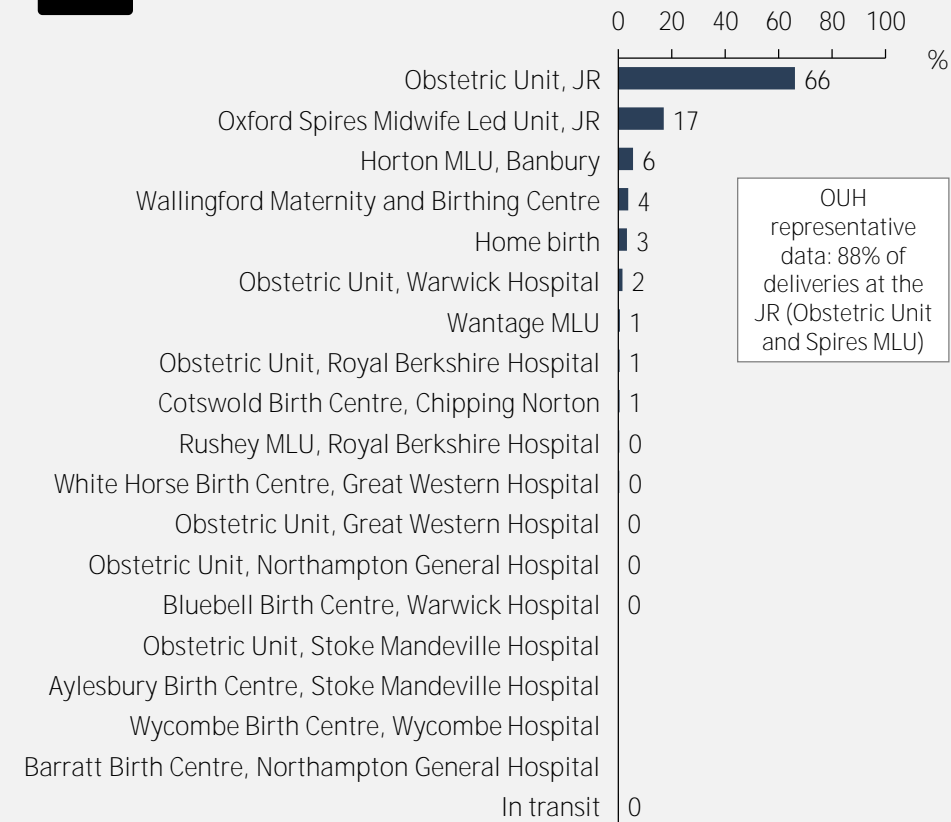 0 20 40 60 80 100
%
Obstetric Unit, JR 66
Oxford Spires Midwife Led Unit, JR 17
Horton MLU, Banbury 6
Wallingford Maternity and Birthing Centre 4
Home birth 3
Obstetric Unit, Warwick Hospital 2
Wantage MLU 1
Obstetric Unit, Royal Berkshire Hospital 1
Cotswold Birth Centre, Chipping Norton 1
Rushey MLU, Royal Berkshire Hospital 0
White Horse Birth Centre, Great Western Hospital 0
Obstetric Unit, Great Western Hospital 0
Obstetric Unit, Northampton General Hospital 0
Bluebell Birth Centre, Warwick Hospital 0
Obstetric Unit, Stoke Mandeville Hospital
Aylesbury Birth Centre, Stoke Mandeville Hospital
Wycombe Birth Centre, Wycombe Hospital
Barratt Birth Centre, Northampton General Hospital
In transit 0
OUH
representative
data: 88% of
deliveries at the
JR (Obstetric Unit
and Spires MLU)